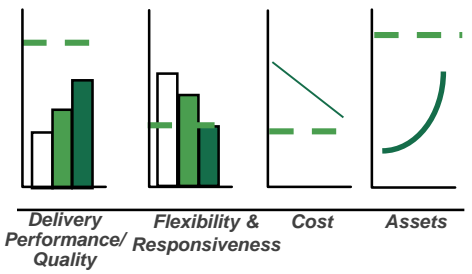 Delivery
Performance/
Quality
Flexibility &
Responsiveness
Cost
Assets